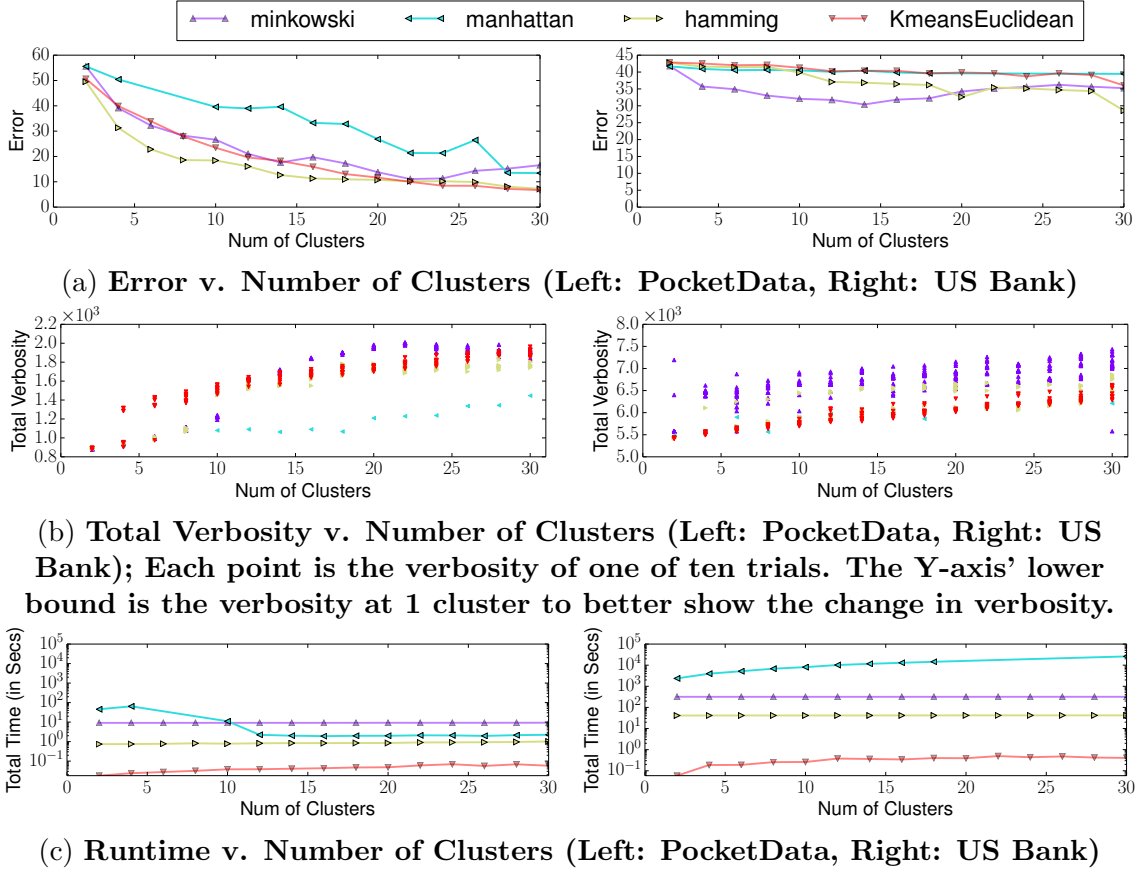 minkowski manhattan hamming KmeansEuclidean
60
50
40
30
20
10
0
Error
0 5 10 15 20 25 30
Num of Clusters
45
40
35
30
25
20
15
10
5
0
Error
0 5 10 15 20 25 30
Num of Clusters
(a) Error v. Number of Clusters (Left: PocketData, Right: US Bank)
×10³
2.2
2.0
1.8
1.6
1.4
1.2
1.0
0.8
Total Verbosity
0 5 10 15 20 25 30
Num of Clusters
×10³
8.0
7.5
7.0
6.5
6.0
5.5
5.0
Total Verbosity
0 5 10 15 20 25 30
Num of Clusters
(b) Total Verbosity v. Number of Clusters (Left: PocketData, Right: US
Bank); Each point is the verbosity of one of ten trials. The Y-axis' lower
bound is the verbosity at 1 cluster to better show the change in verbosity.
10⁵
10⁴
10³
10²
10¹
10⁰
10⁻¹
Total Time (in Secs)
0 5 10 15 20 25 30
Num of Clusters
10⁵
10⁴
10³
10²
10¹
10⁰
10⁻¹
Total Time (in Secs)
0 5 10 15 20 25 30
Num of Clusters
(c) Runtime v. Number of Clusters (Left: PocketData, Right: US Bank)